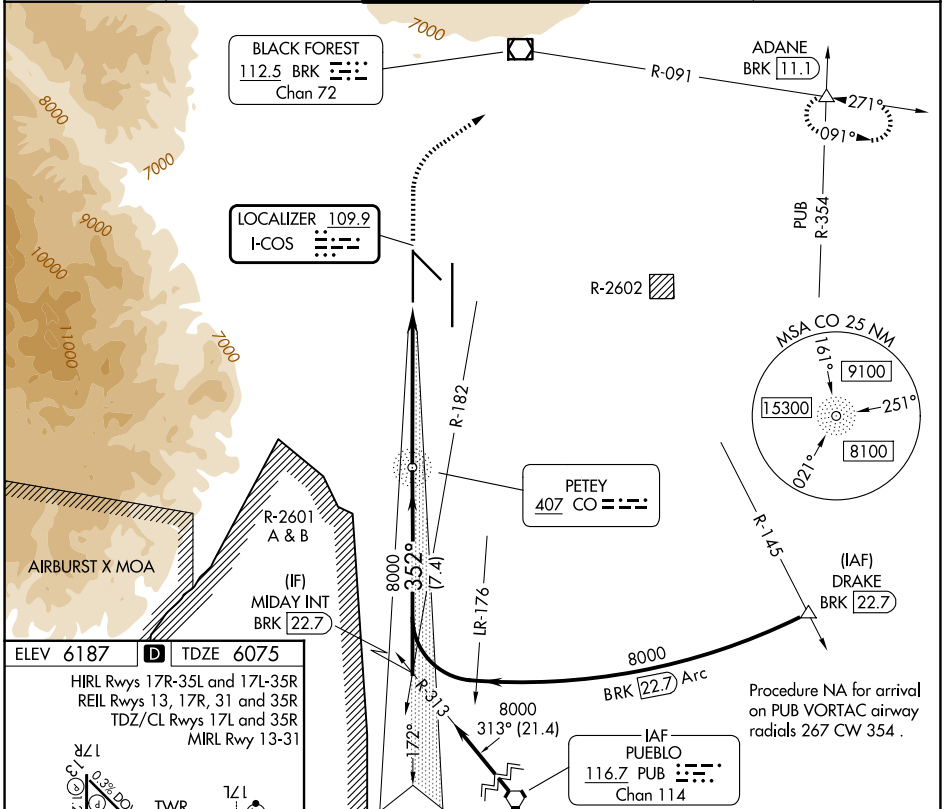 7000
BLACK FOREST
112.5 BRK
Chan 72
R-091
ADANE
BRK 11.1
271°
091°
8000
7000
9000
10000
11000
7000
LOCALIZER 109.9
I-COS
PUB
R-354
R-2602
MSA CO 25 NM
161°
9100
15300
251°
8100
021°
R-182
PETEY
407 CO
R-2601
A & B
AIRBURST X MOA
8000
352°
(7.4)
R-145
(IAF)
DRAKE
BRK 22.7
(IF)
MIDAY INT
BRK 22.7
LR-176
8000
BRK 22.7 Arc
R-313
172°
8000
313° (21.4)
IAF
PUEBLO
116.7 PUB
Chan 114
Procedure NA for arrival
on PUB VORTAC airway
radials 267 CW 354 .
ELEV 6187 D TDZE 6075
HIRL Rwys 17R-35L and 17L-35R
REIL Rwys 13, 17R, 31 and 35R
TDZ/CL Rwys 17L and 35R
MIRL Rwy 13-31
17R
13
P
P
TWR
17L